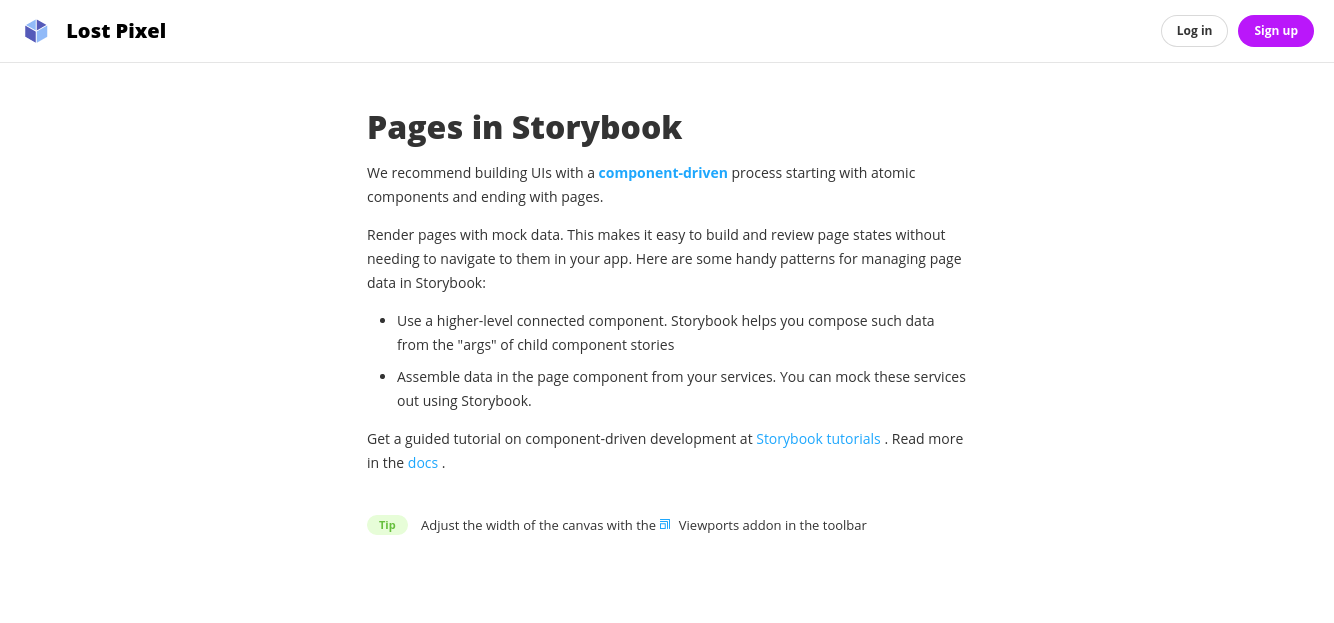 Lost Pixel
Log in
Sign up
Pages in Storybook
We recommend building UIs with a component-driven process starting with atomic
components and ending with pages.
Render pages with mock data. This makes it easy to build and review page states without
needing to navigate to them in your app. Here are some handy patterns for managing page
data in Storybook:
Use a higher-level connected component. Storybook helps you compose such data
from the "args" of child component stories
Assemble data in the page component from your services. You can mock these services
out using Storybook.
Get a guided tutorial on component-driven development at Storybook tutorials . Read more
in the docs .
Tip Adjust the width of the canvas with the Viewports addon in the toolbar